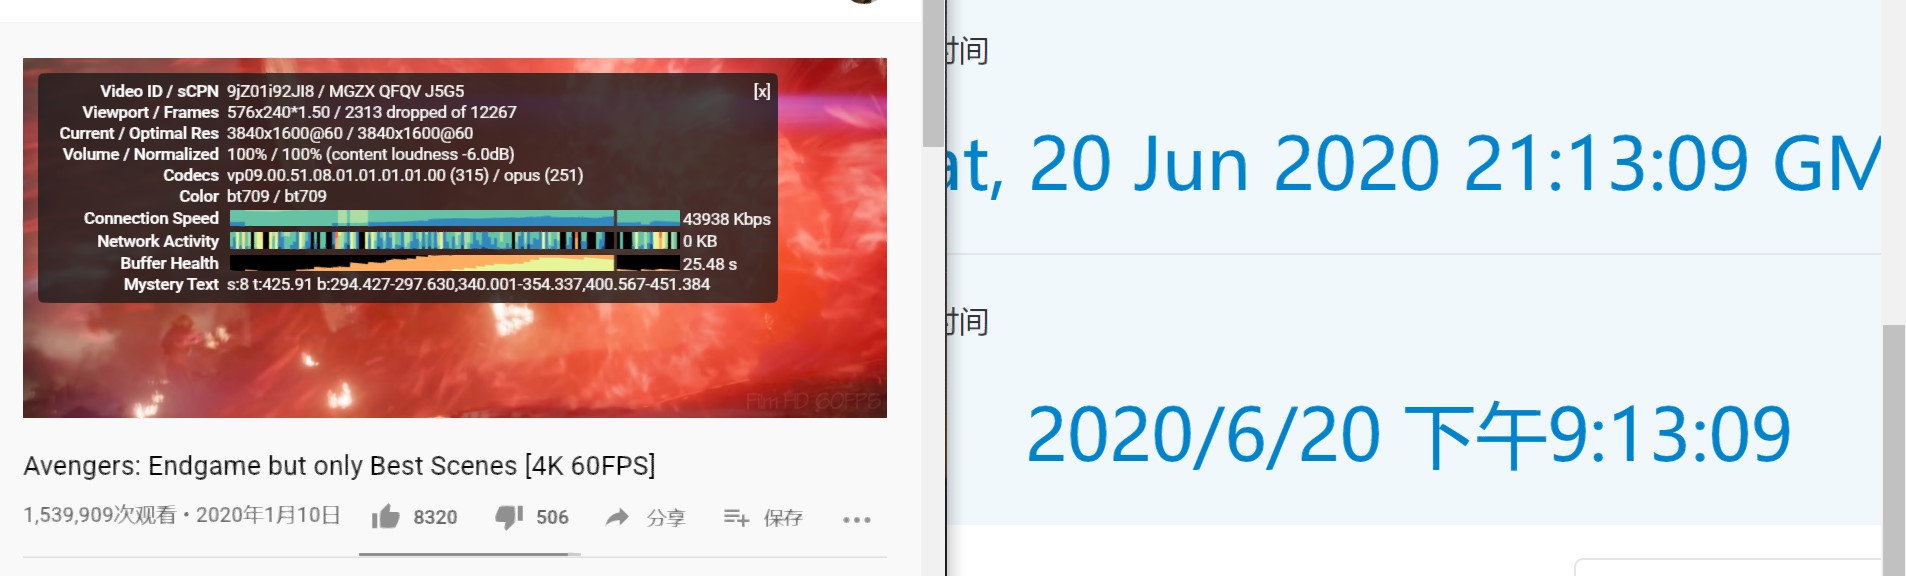 Video ID / sCPN 9jZ01i92JI8 / MGZX QFQV J5G5 [x]
Viewport / Frames 576x240*1.50 / 2313 dropped of 12267
Current / Optimal Res 3840x1600@60 / 3840x1600@60
Volume / Normalized 100% / 100% (content loudness -6.0dB)
Codecs vp09.00.51.08.01.01.01.01.00 (315) / opus (251)
Color bt709 / bt709
Connection Speed 43938 Kbps
Network Activity 0 KB
Buffer Health 25.48 s
Mystery Text s:8 t:425.91 b:294.427-297.630,340.001-354.337,400.567-451.384
Film HD 60FPS
Avengers: Endgame but only Best Scenes [4K 60FPS]
1,539,909次观看 • 2020年1月10日 8320 506 分享 保存
时间
at, 20 Jun 2020 21:13:09 GM
时间
2020/6/20 下午9:13:09